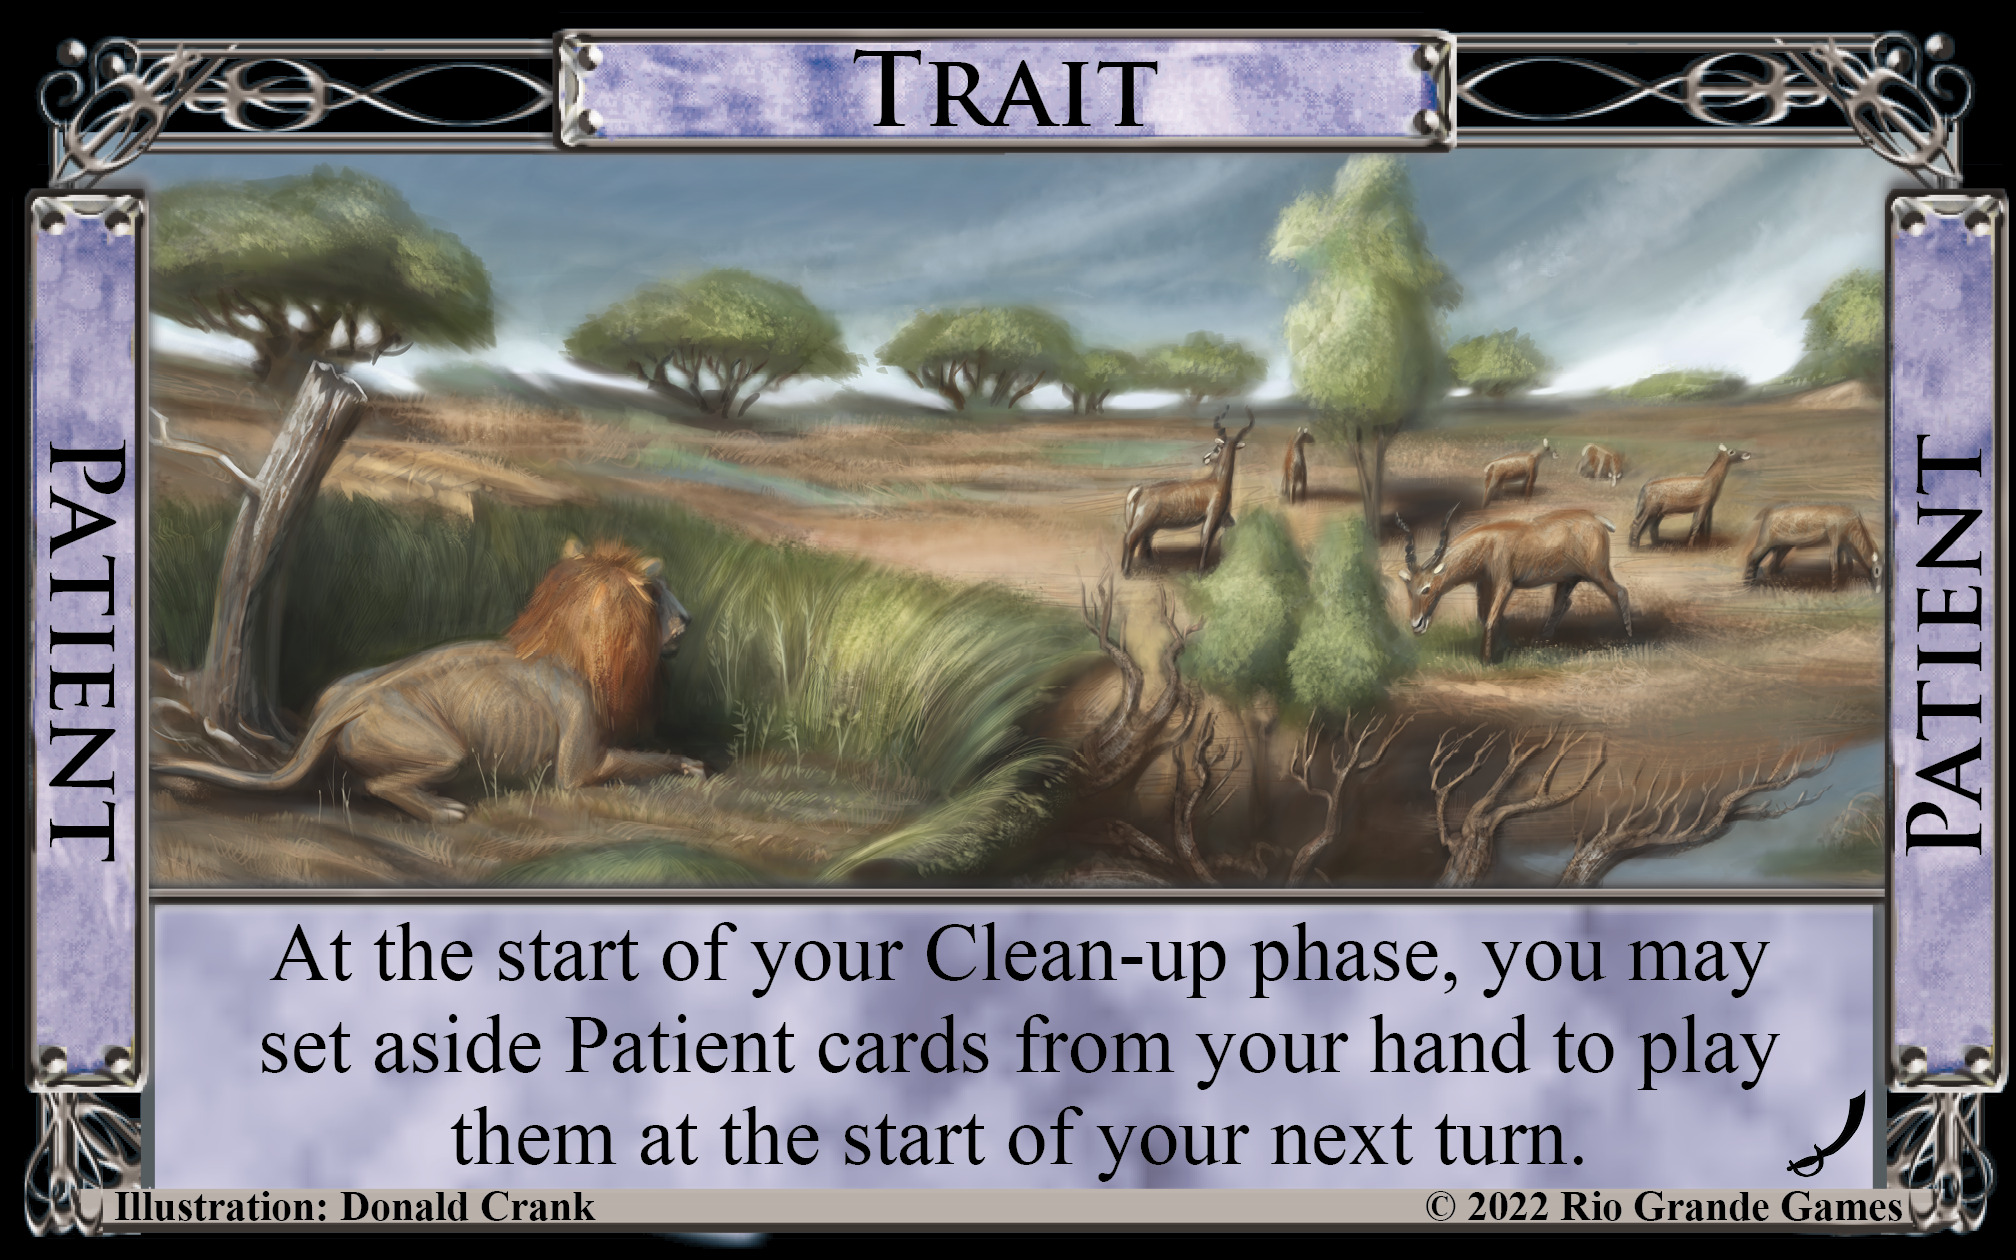 TRAIT
PATIENT
PATIENT
At the start of your Clean-up phase, you may
set aside Patient cards from your hand to play
them at the start of your next turn.
Illustration: Donald Crank
© 2022 Rio Grande Games